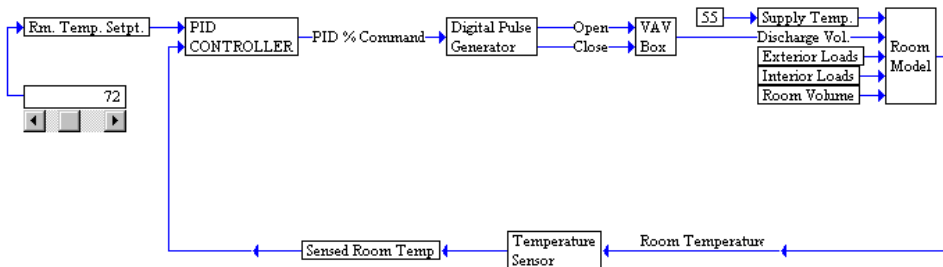 Rm. Temp. Setpt.
PID
CONTROLLER
PID % Command
Digital Pulse
Generator
Open
Close
VAV
Box
55
Supply Temp.
Discharge Vol.
Exterior Loads
Interior Loads
Room Volume
Room
Model
72
Sensed Room Temp
Temperature
Sensor
Room Temperature